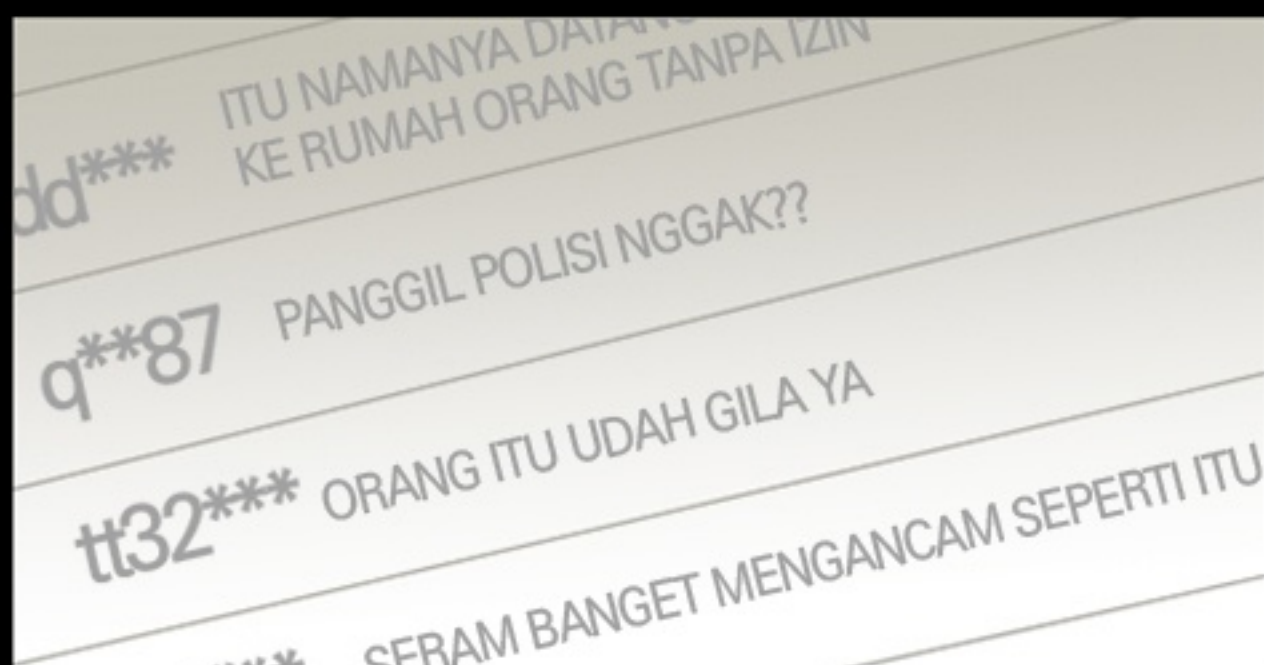 dd***
ITU NAMANYA DATANG
KE RUMAH ORANG TANPA IZIN
q**87
PANGGIL POLISI NGGAK??
tt32***
ORANG ITU UDAH GILA YA
***
SERAM BANGET MENGANCAM SEPERTI ITU